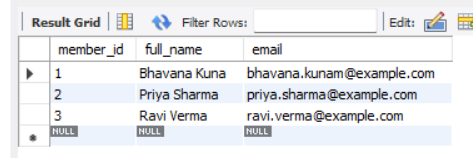 Result Grid Filter Rows: Edit:
member_id full_name email
1 Bhavana Kuna bhavana.kunam@example.com
2 Priya Sharma priya.sharma@example.com
3 Ravi Verma ravi.verma@example.com
NULL NULL NULL